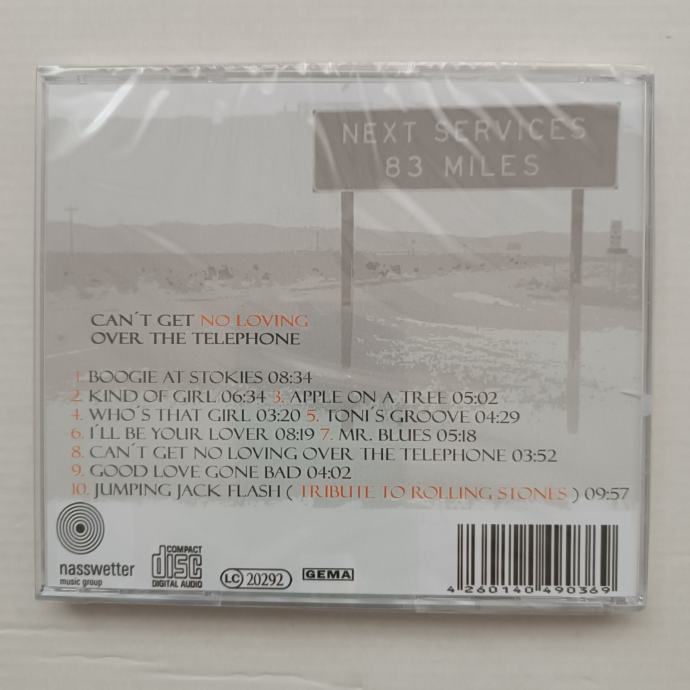 NEXT SERVICES
83 MILES
CAN´T GET NO LOVING
OVER THE TELEPHONE
1. BOOGIE AT STOKIES 08:34
2. KIND OF GIRL 06:34 3. APPLE ON A TREE 05:02
4. WHO´S THAT GIRL 03:20 5. TONI´S GROOVE 04:29
6. I´LL BE YOUR LOVER 08:19 7. MR. BLUES 05:18
8. CAN´T GET NO LOVING OVER THE TELEPHONE 03:52
9. GOOD LOVE GONE BAD 04:02
10. JUMPING JACK FLASH ( TRIBUTE TO ROLLING STONES ) 09:57
nasswetter
music group
COMPACT
disc
DIGITAL AUDIO
LC 20292
GEMA
4 260140 490369